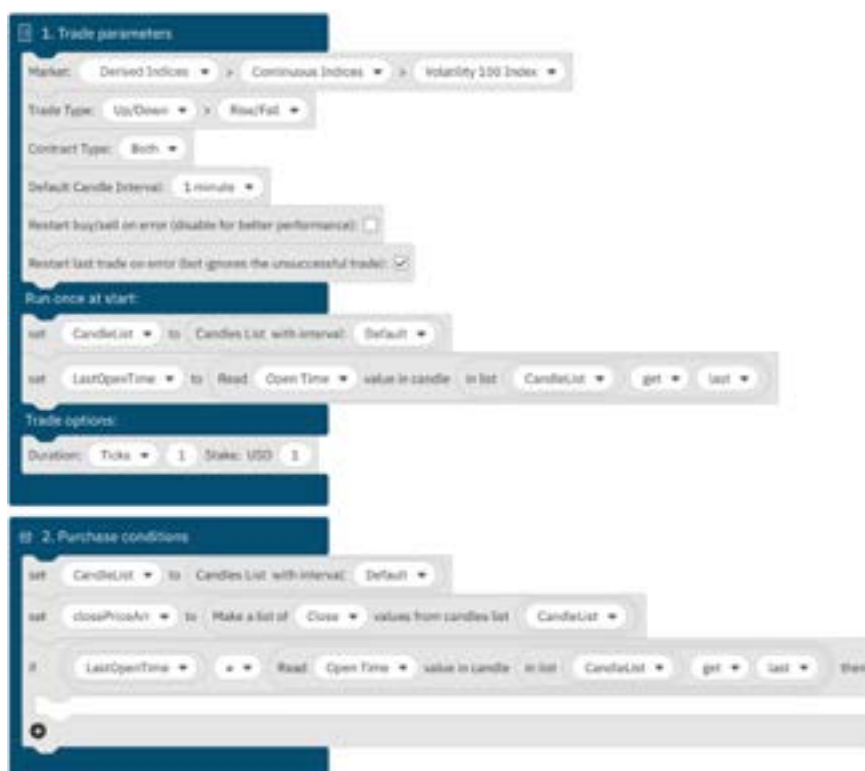 1. Trade parameters
Market: Derived Indices > Continuous Indices > Volatility 100 Index
Trade Type: Up/Down > Rise/Fall
Contract Type: Both
Default Candle Interval: 1 minute
Restart buy/sell on error (disable for better performance):
Restart last trade on error (bot ignores the unsuccessful trade):
Run once at start:
set CandleList to Candles List with interval: Default
set LastOpenTime to Read Open Time value in candle in list CandleList get last
Trade options:
Duration: Ticks 1 Stake: USD 1
2. Purchase conditions
set CandleList to Candles List with interval: Default
set closePriceArr to Make a list of Close values from candles list CandleList
if LastOpenTime Read Open Time value in candle in list CandleList get last then